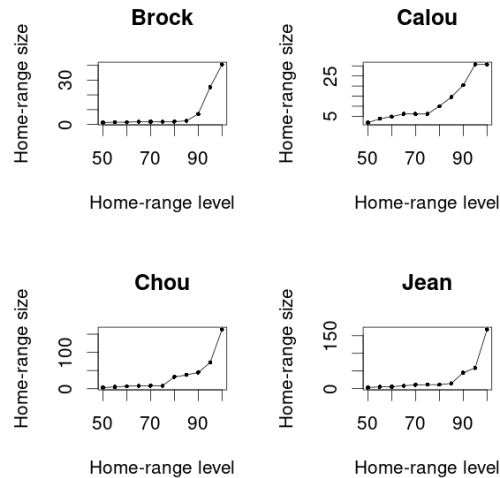 Brock
Home-range size
0 30
50 70 90
Home-range level
Calou
Home-range size
5 25
50 70 90
Home-range level
Chou
Home-range size
0 100
50 70 90
Home-range level
Jean
Home-range size
0 150
50 70 90
Home-range level